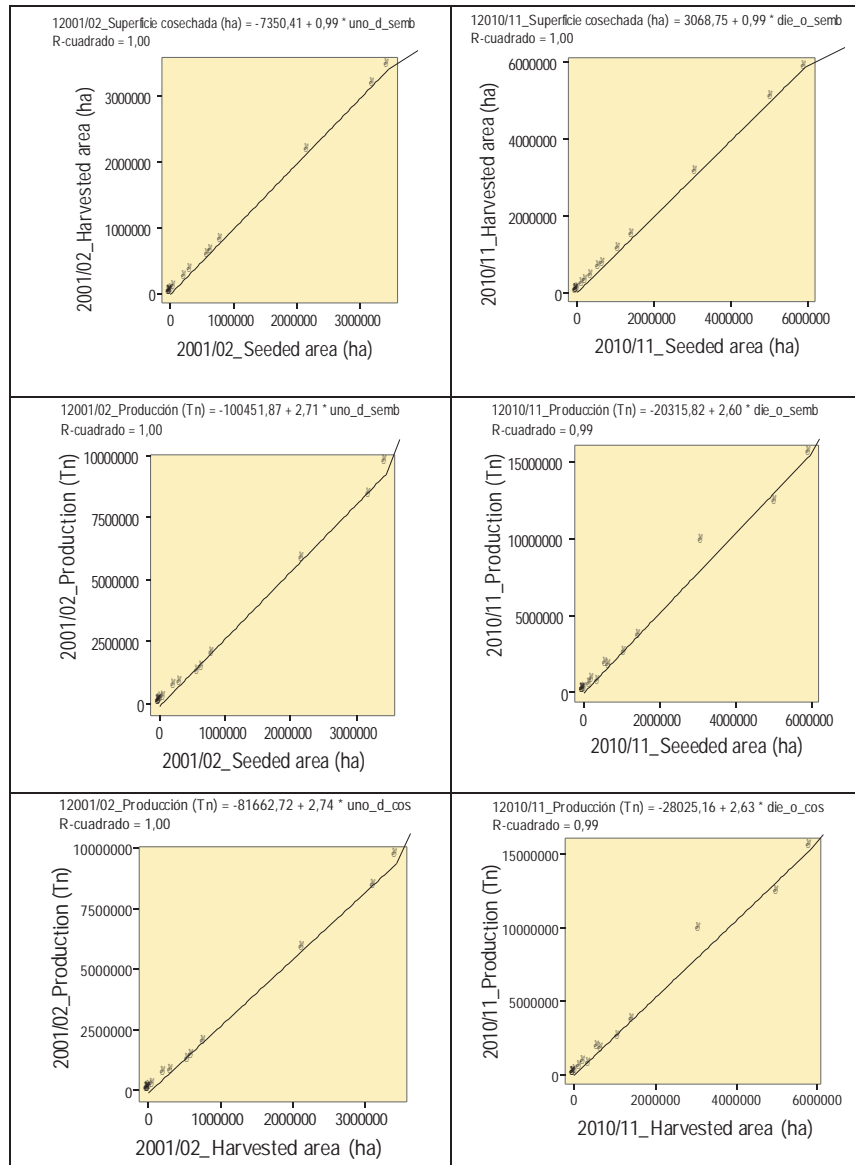 12001/02_Superficie cosechada (ha) = -7350,41 + 0,99 * uno_d_semb
R-cuadrado = 1,00
3000000
2000000
1000000
0
2001/02_Harvested area (ha)
0 1000000 2000000 3000000
2001/02_Seeded area (ha)
12010/11_Superficie cosechada (ha) = 3068,75 + 0,99 * die_o_semb
R-cuadrado = 1,00
6000000
4000000
2000000
0
2010/11_Harvested area (ha)
0 2000000 4000000 6000000
2010/11_Seeded area (ha)
12001/02_Producción (Tn) = -100451,87 + 2,71 * uno_d_semb
R-cuadrado = 1,00
10000000
7500000
5000000
2500000
0
2001/02_Production (Tn)
0 1000000 2000000 3000000
2001/02_Seeded area (ha)
12010/11_Producción (Tn) = -20315,82 + 2,60 * die_o_semb
R-cuadrado = 0,99
15000000
10000000
5000000
0
2010/11_Production (Tn)
0 2000000 4000000 6000000
2010/11_Seeeded area (ha)
12001/02_Producción (Tn) = -81662,72 + 2,74 * uno_d_cos
R-cuadrado = 1,00
10000000
7500000
5000000
2500000
0
2001/02_Production (Tn)
0 1000000 2000000 3000000
2001/02_Harvested area (ha)
12010/11_Producción (Tn) = -28025,16 + 2,63 * die_o_cos
R-cuadrado = 0,99
15000000
10000000
5000000
0
2010/11_Production (Tn)
0 2000000 4000000 6000000
2010/11_Harvested area (ha)